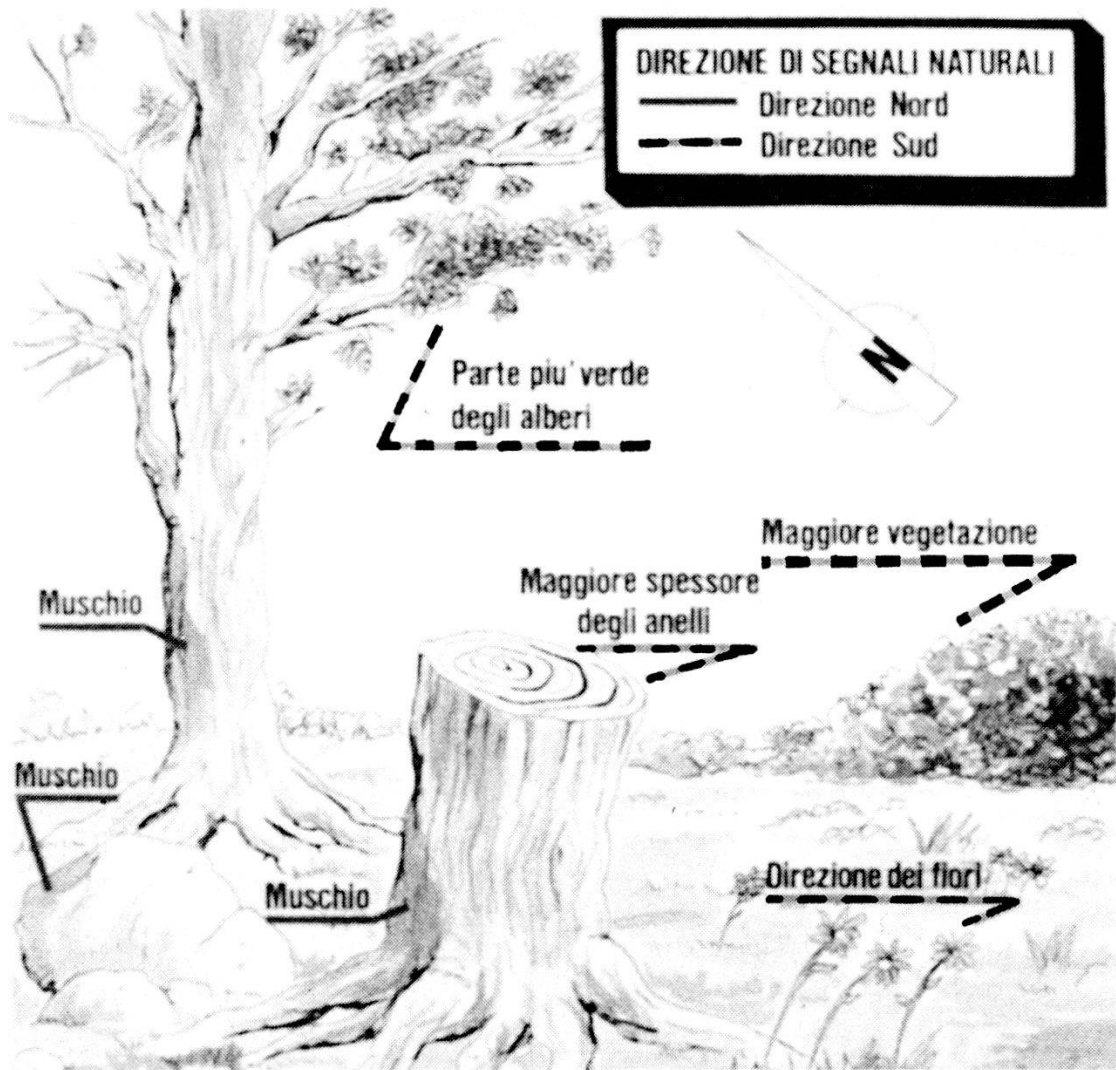 DIREZIONE DI SEGNALI NATURALI
Direzione Nord
Direzione Sud
N
Parte piu' verde
degli alberi
Maggiore vegetazione
Maggiore spessore
degli anelli
Muschio
Muschio
Muschio
Direzione dei fiori